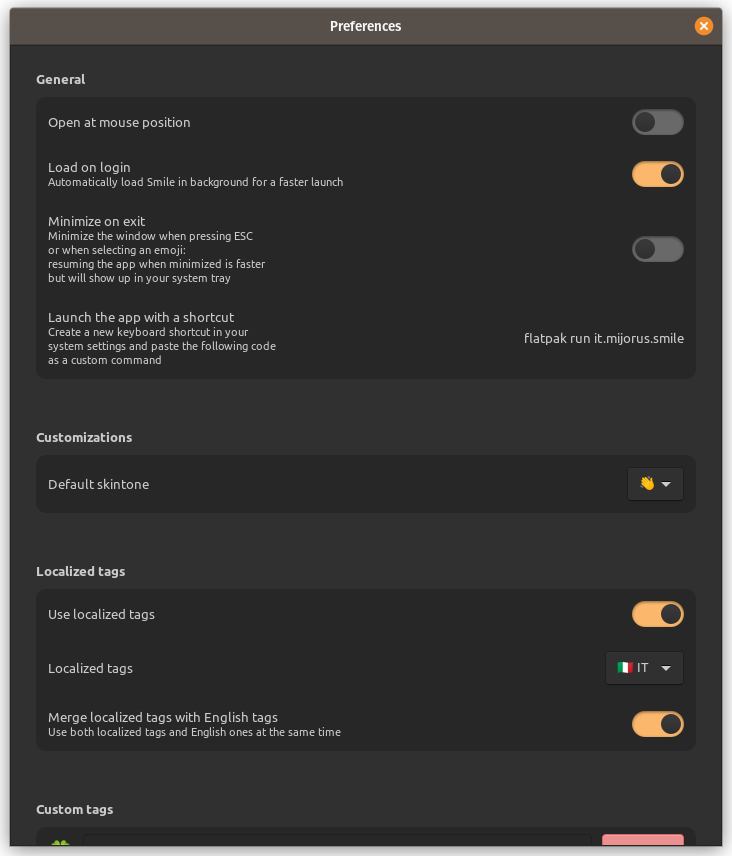 Preferences
General
Open at mouse position
Load on login
Automatically load Smile in background for a faster launch
Minimize on exit
Minimize the window when pressing ESC
or when selecting an emoji:
resuming the app when minimized is faster
but will show up in your system tray
Launch the app with a shortcut
Create a new keyboard shortcut in your
system settings and paste the following code
as a custom command
flatpak run it.mijorus.smile
Customizations
Default skintone
Localized tags
Use localized tags
Localized tags
IT
Merge localized tags with English tags
Use both localized tags and English ones at the same time
Custom tags